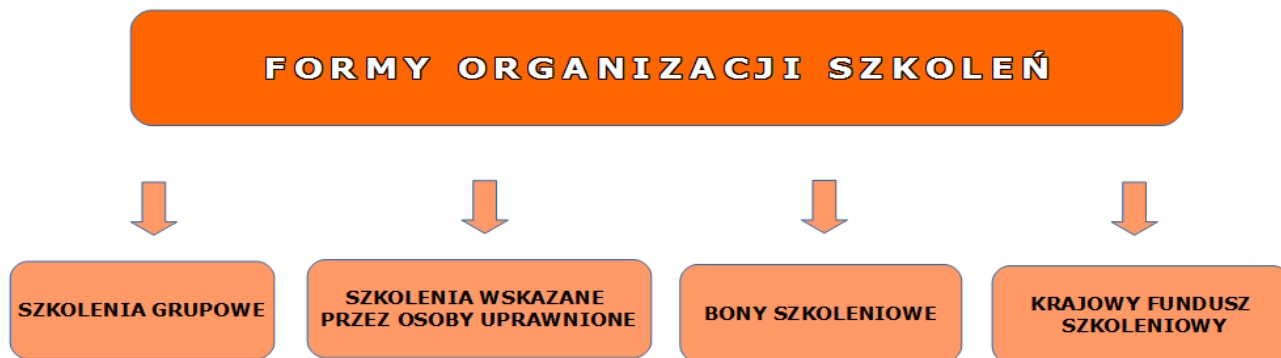 FORMY ORGANIZACJI SZKOLEŃ
SZKOLENIA GRUPOWE
SZKOLENIA WSKAZANE
PRZEZ OSOBY UPRAWNIONE
BONY SZKOLENIOWE
KRAJOWY FUNDUSZ
SZKOLENIOWY